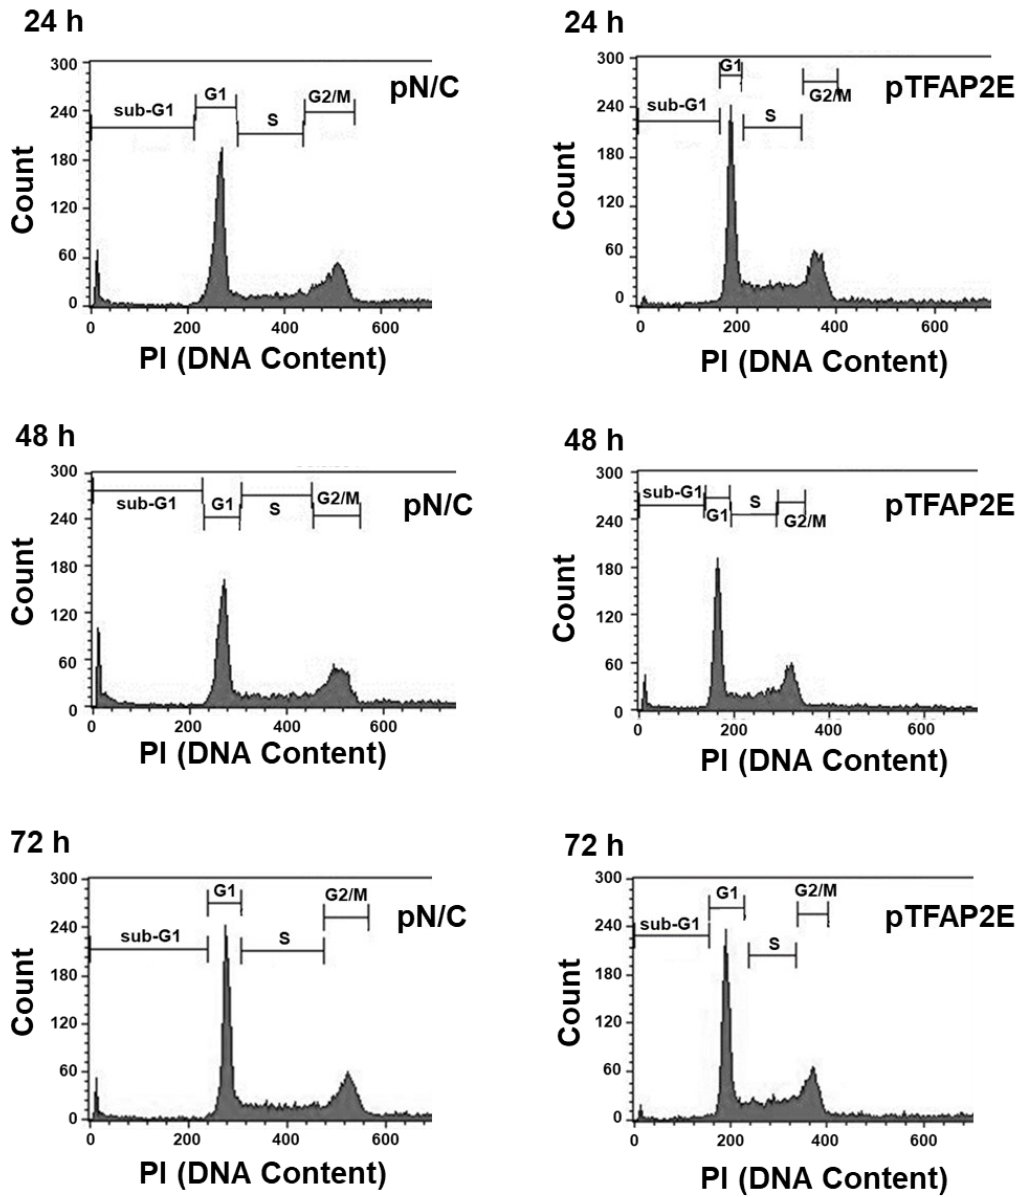 24 h
300
240
180
120
60
0
Count
sub-G1
G1
S
G2/M
pN/C
0 200 400 600
PI (DNA Content)
24 h
300
240
180
120
60
0
Count
sub-G1
G1
S
G2/M
pTFAP2E
0 200 400 600
PI (DNA Content)
48 h
300
240
180
120
60
0
Count
sub-G1
G1
S
G2/M
pN/C
0 200 400 600
PI (DNA Content)
48 h
300
240
180
120
60
0
Count
sub-G1
G1
S
G2/M
pTFAP2E
0 200 400 600
PI (DNA Content)
72 h
300
240
180
120
60
0
Count
sub-G1
G1
S
G2/M
pN/C
0 200 400 600
PI (DNA Content)
72 h
300
240
180
120
60
0
Count
sub-G1
G1
S
G2/M
pTFAP2E
0 200 400 600
PI (DNA Content)